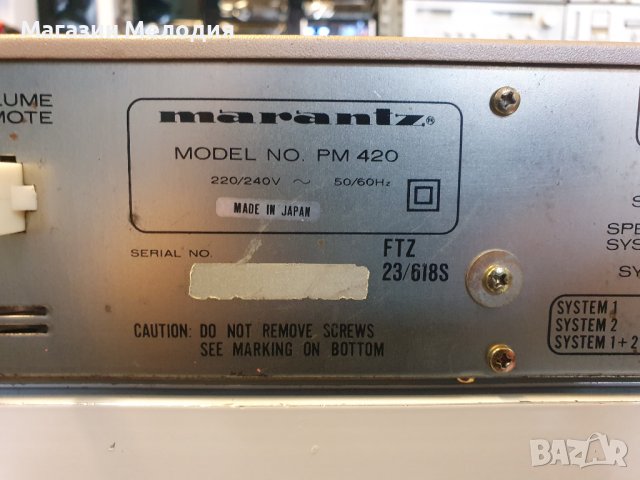 Магазин Мелодия
LUME
MOTE
marantz®
MODEL NO. PM 420
220/240V ~ 50/60Hz
MADE IN JAPAN
SERIAL NO.
FTZ
23/618S
CAUTION: DO NOT REMOVE SCREWS
SEE MARKING ON BOTTOM
S
SPE
SYS
SY
SYSTEM 1
SYSTEM 2
SYSTEM 1+2
BAZAR